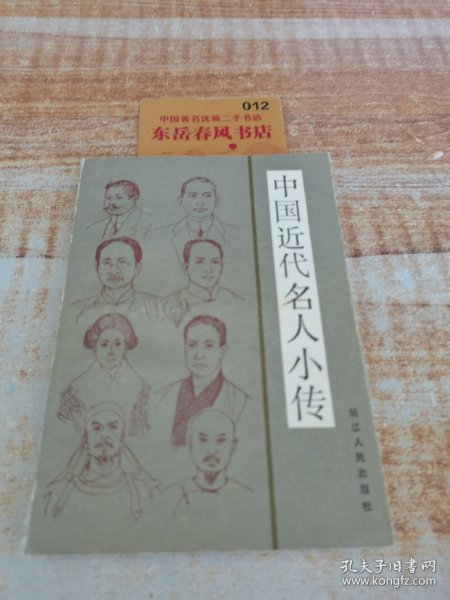 012
中国著名优质二手书店
东岳春风书店
中国近代名人小传
浙江人民出版社
孔夫子旧书网
www.kongfz.com